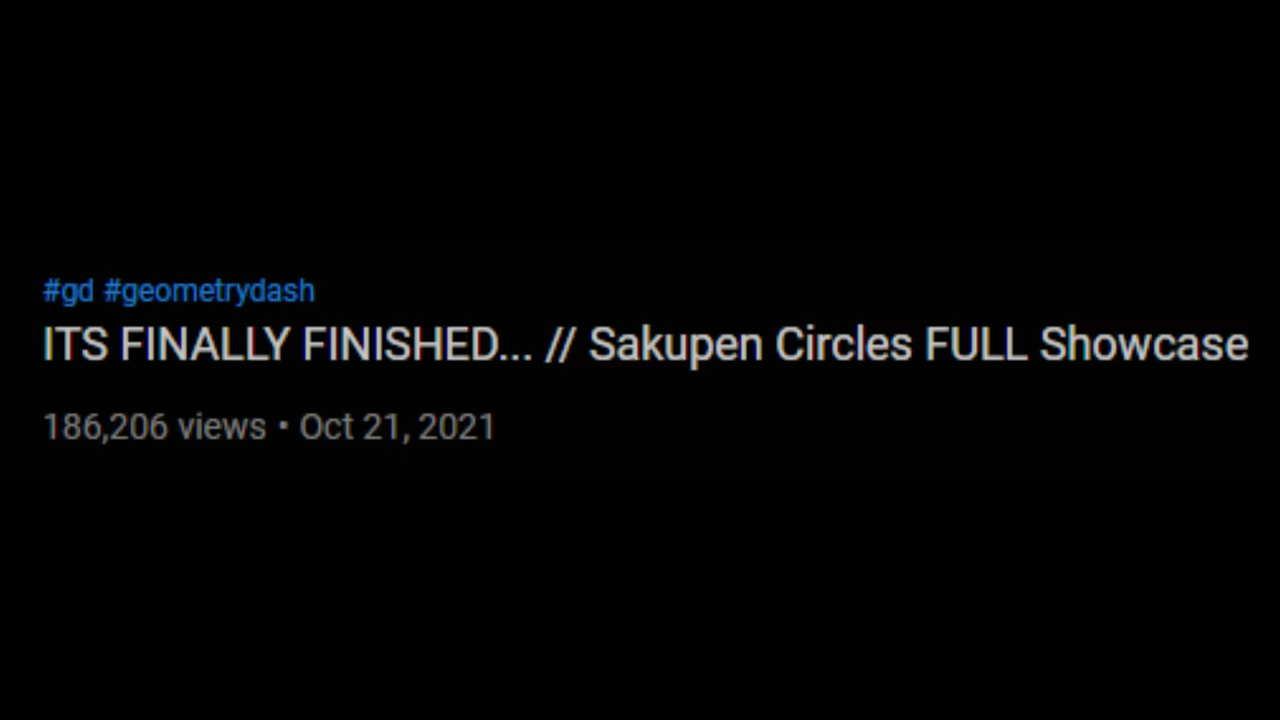 #gd #geometrydash
ITS FINALLY FINISHED... // Sakupen Circles FULL Showcase
186,206 views • Oct 21, 2021